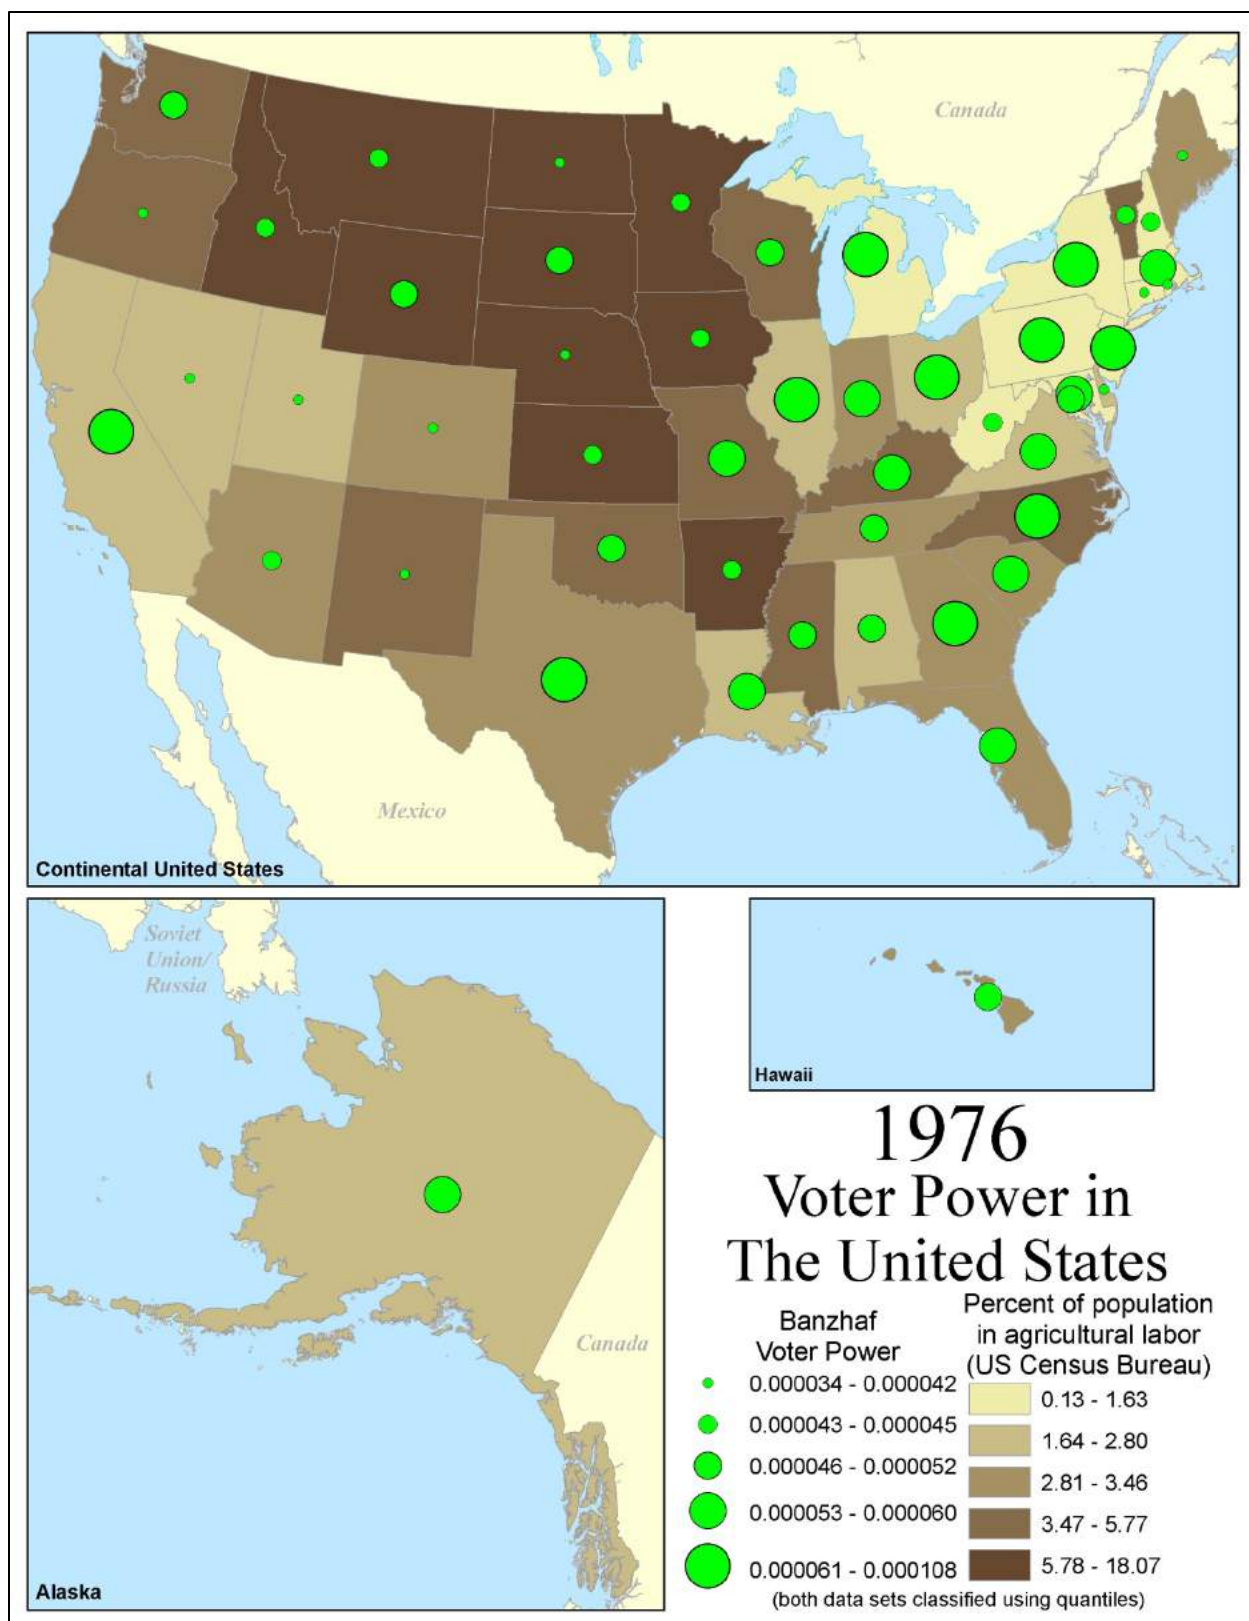 Canada
Mexico
Continental United States
Soviet
Union/
Russia
Canada
Alaska
Hawaii
1976
Voter Power in
The United States
Banzhaf
Voter Power
0.000034 - 0.000042
0.000043 - 0.000045
0.000046 - 0.000052
0.000053 - 0.000060
0.000061 - 0.000108
Percent of population
in agricultural labor
(US Census Bureau)
0.13 - 1.63
1.64 - 2.80
2.81 - 3.46
3.47 - 5.77
5.78 - 18.07
(both data sets classified using quantiles)